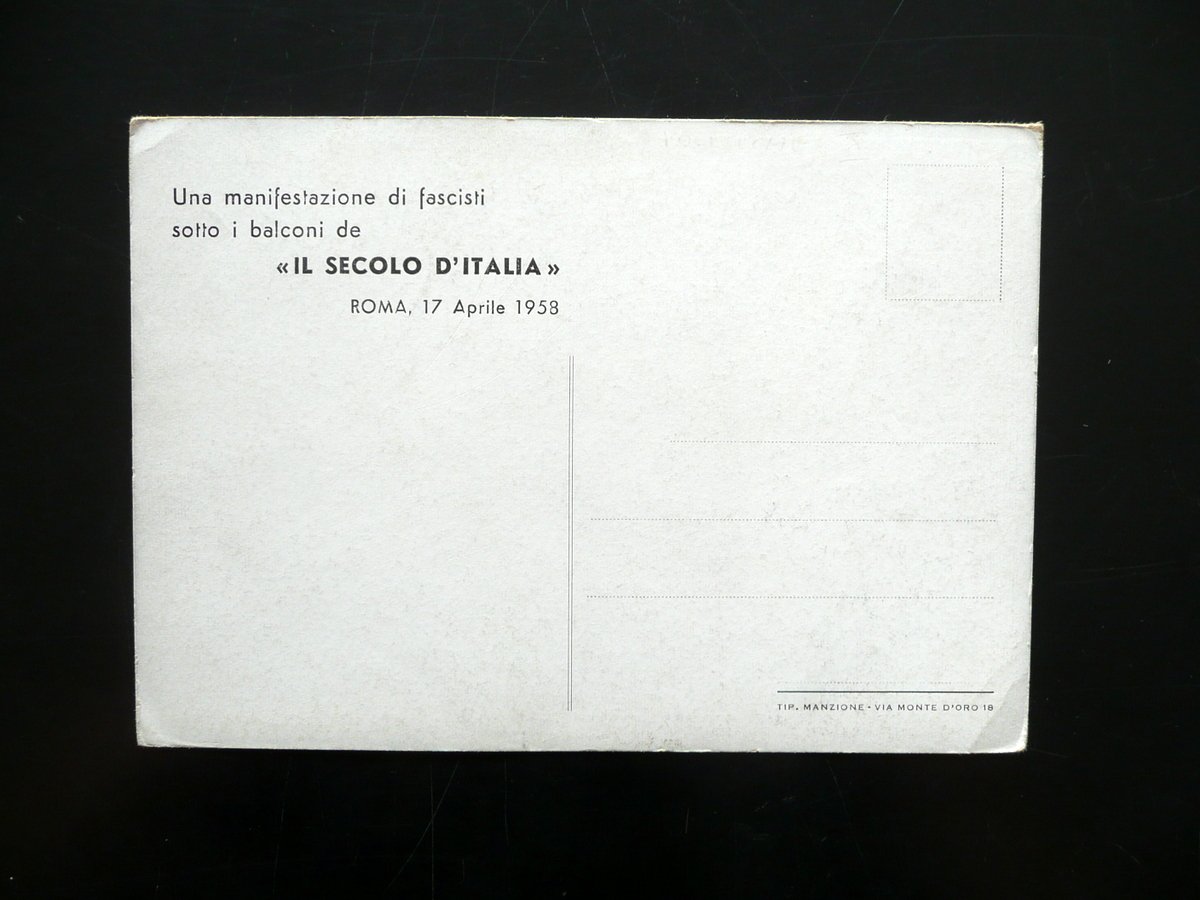 Una manifestazione di fascisti
sotto i balconi de
«IL SECOLO D'ITALIA»
ROMA, 17 Aprile 1958
TIP. MANZIONE - VIA MONTE D'ORO 18